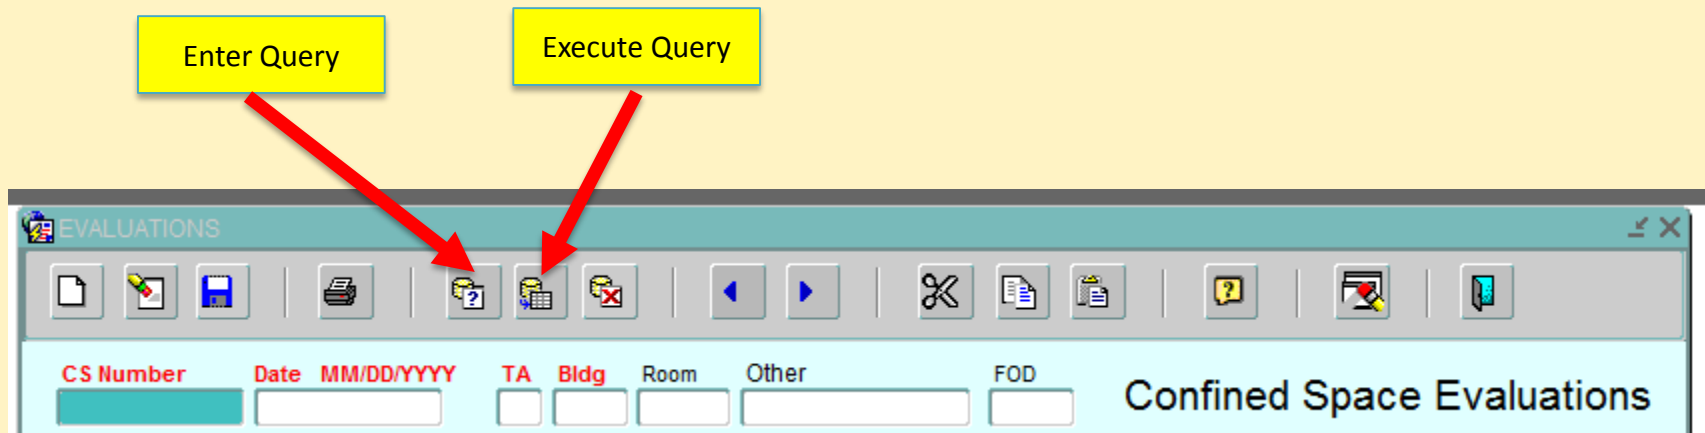 Enter Query
Execute Query
EVALUATIONS
CS Number Date MM/DD/YYYY TA Bldg Room Other FOD
Confined Space Evaluations